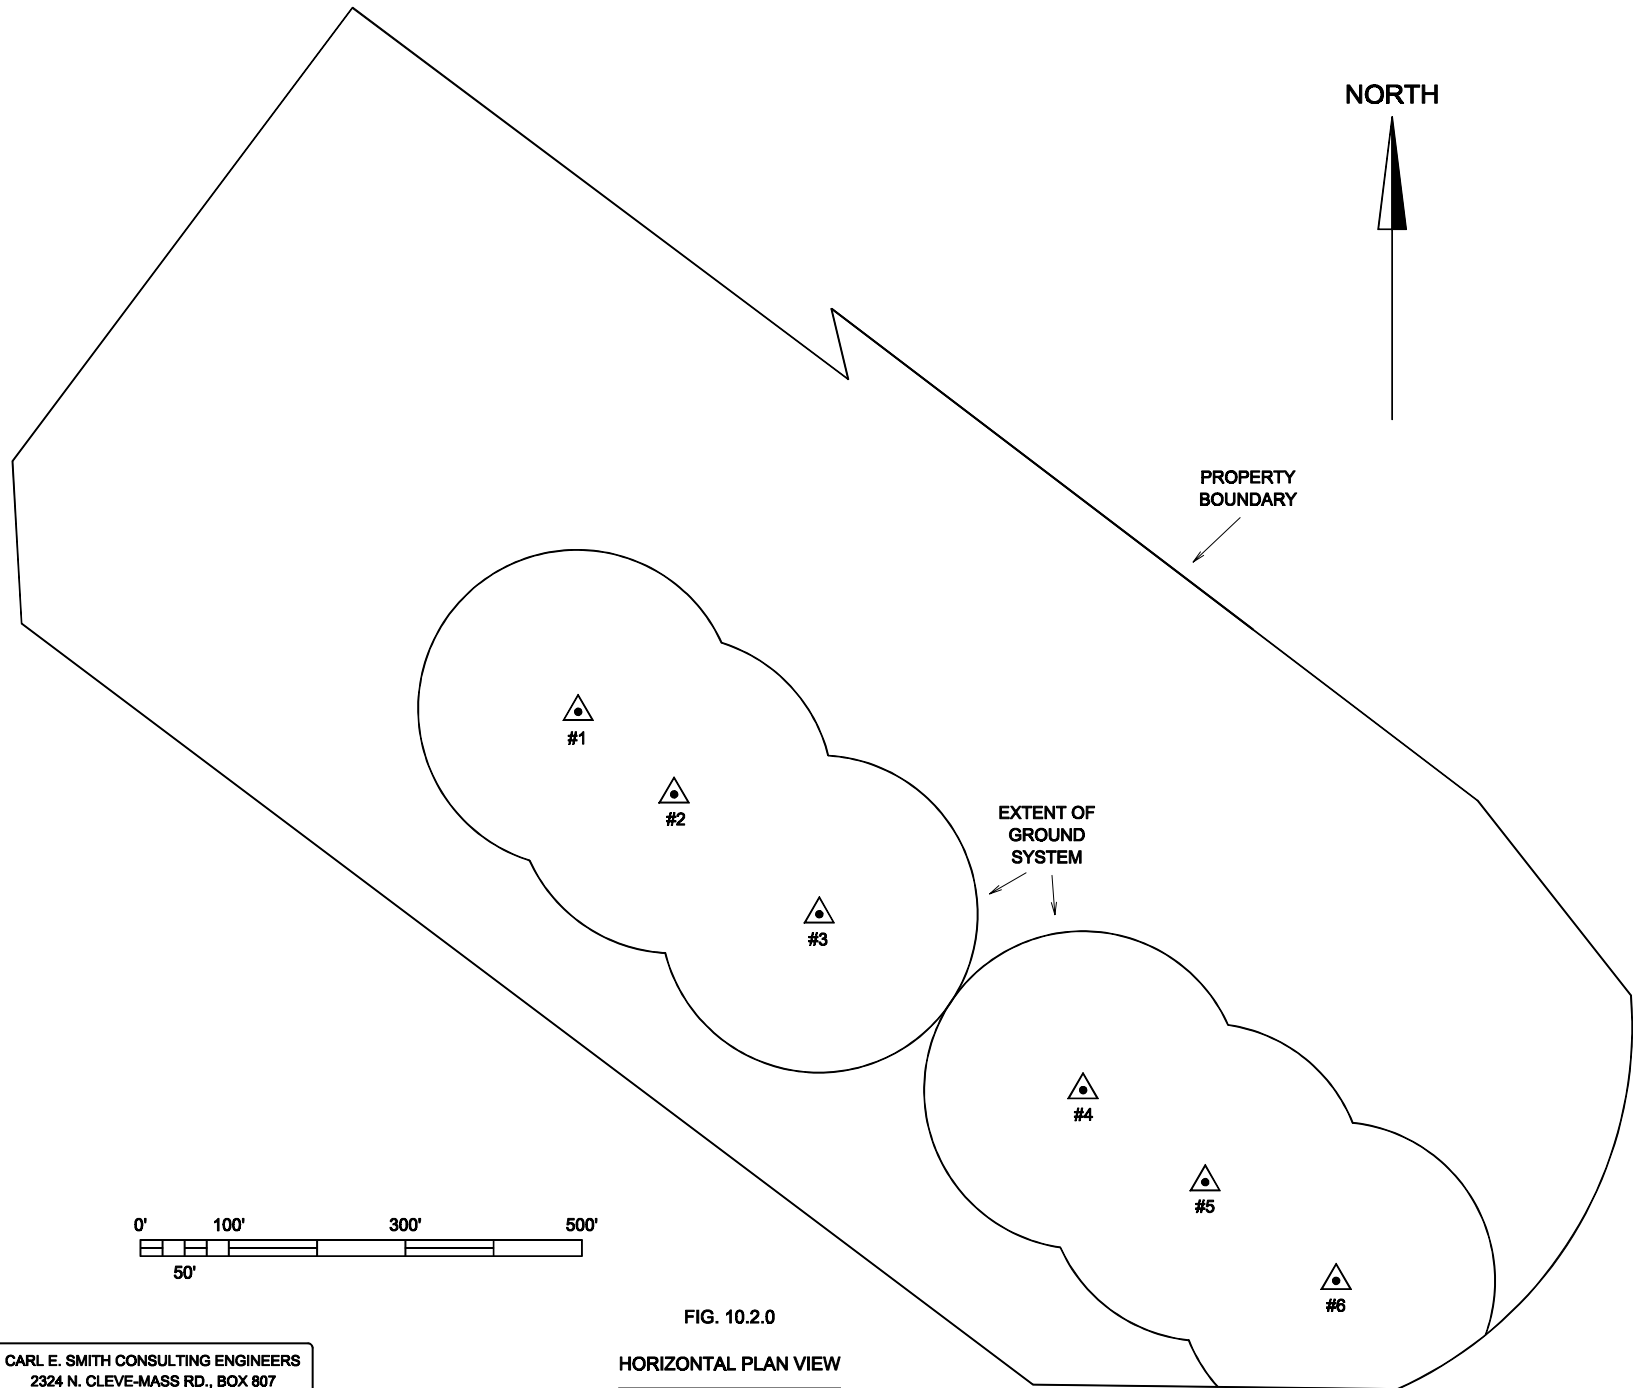 NORTH
PROPERTY
BOUNDARY
#1
#2
EXTENT OF
GROUND
SYSTEM
#3
#4
#5
#6
0' 100' 300' 500'
50'
FIG. 10.2.0
HORIZONTAL PLAN VIEW
CARL E. SMITH CONSULTING ENGINEERS
2324 N. CLEVE-MASS RD., BOX 807